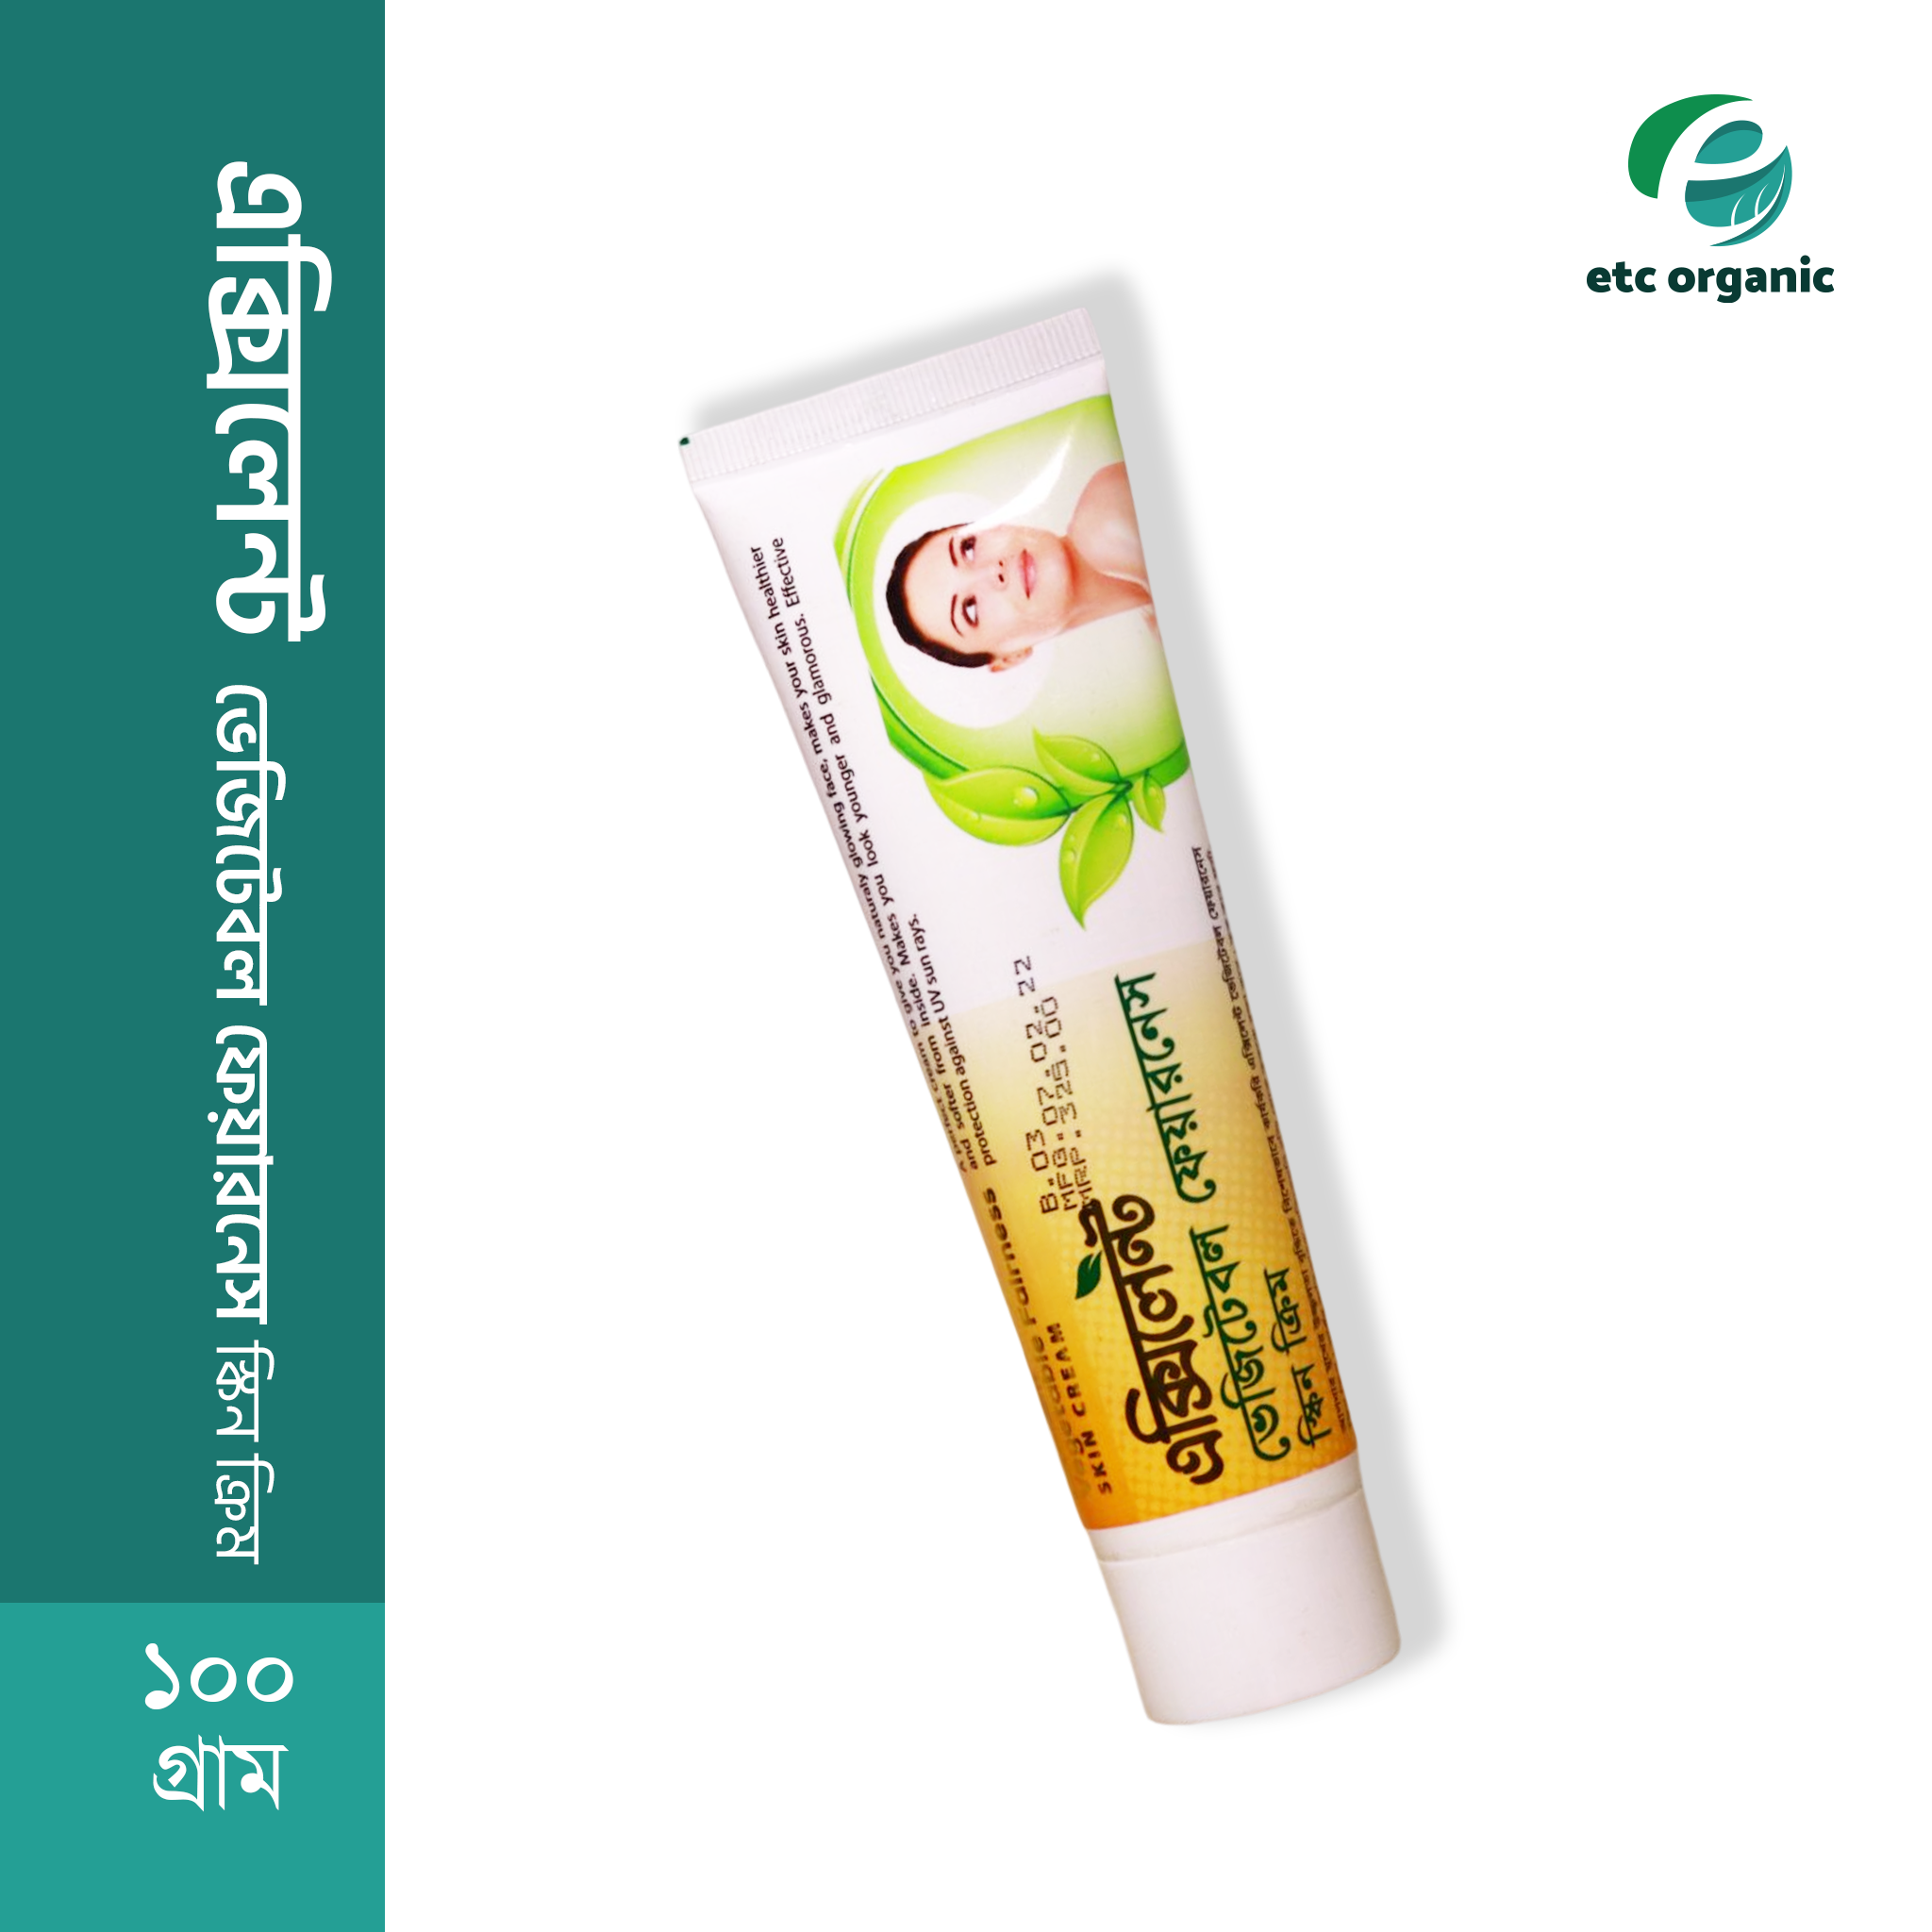 এক্সিলেন্ট ভেজিটেবল ফেয়ারনেস স্কিন ক্রিম
১০০
গ্রাম
etc organic
A perfect cream to give you naturaly glowing face, makes your skin healthier
and softer from inside. Makes you look younger and glamorous. Effective
protection against UV sun rays.
Vegetable Fairness
SKIN CREAM
B.03
MFG.07.02.22
MRP.325.00
এক্সিলেন্ট
ভেজিটেবল ফেয়ারনেস
স্কিন ক্রিম